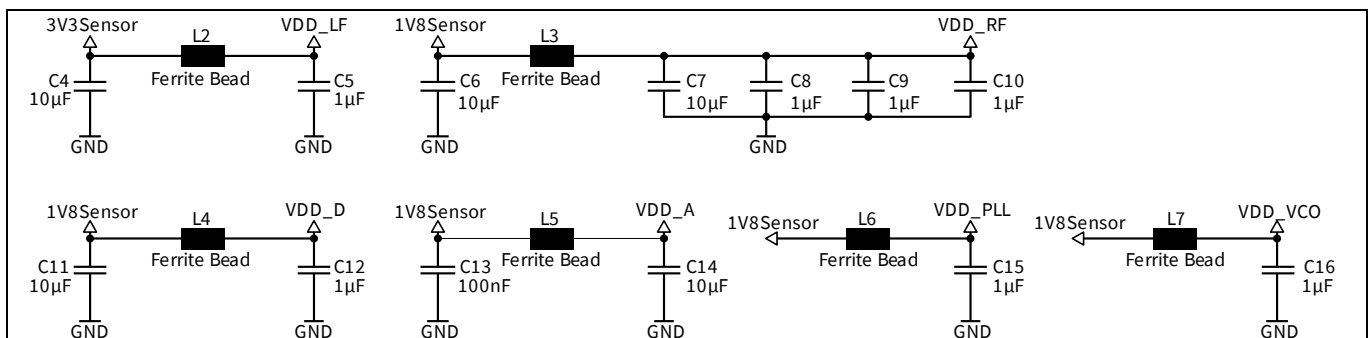 3V3Sensor L2 VDD_LF 1V8Sensor L3 VDD_RF
C4 10µF Ferrite Bead C5 1µF C6 10µF Ferrite Bead C7 10µF C8 1µF C9 1µF C10 1µF
GND GND GND GND
1V8Sensor L4 VDD_D 1V8Sensor L5 VDD_A 1V8Sensor L6 VDD_PLL 1V8Sensor L7 VDD_VCO
C11 10µF Ferrite Bead C12 1µF C13 100nF Ferrite Bead C14 10µF Ferrite Bead C15 1µF Ferrite Bead C16 1µF
GND GND GND GND GND GND